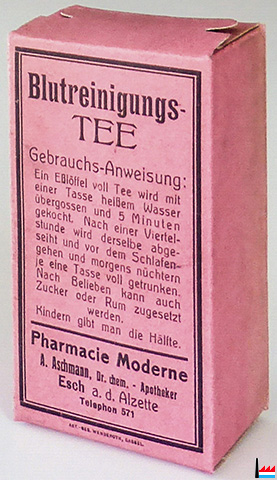 Blutreinigungs-
TEE
Gebrauchs-Anweisung:
Ein Eßlöffel voll Tee wird mit
einer Tasse heißem Wasser
übergossen und 5 Minuten
gekocht. Nach einer Viertel-
stunde wird derselbe abge-
seiht und vor dem Schlafen-
gehen und morgens nüchtern
je eine Tasse voll getrunken.
Nach Belieben kann auch
Zucker oder Rum zugesetzt
werden.
Kindern gibt man die Hälfte.
Pharmacie Moderne
A. Aschmann, Dr. chem. - Apotheker
Esch a. d. Alzette
Telephon 571